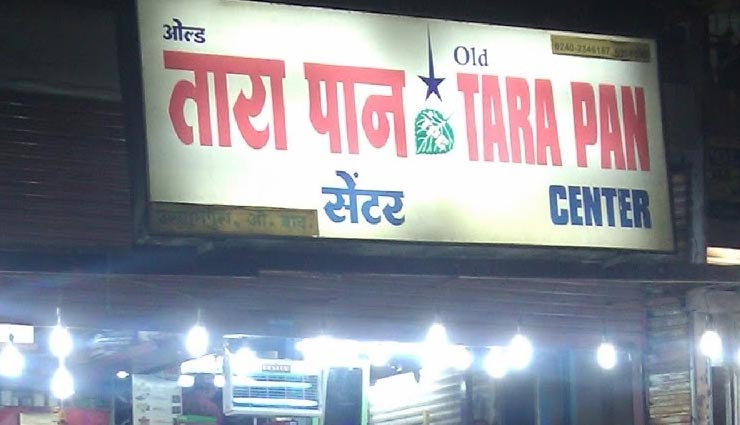 ओल्ड
तारा पान
सेंटर
Old
TARA PAN
CENTER